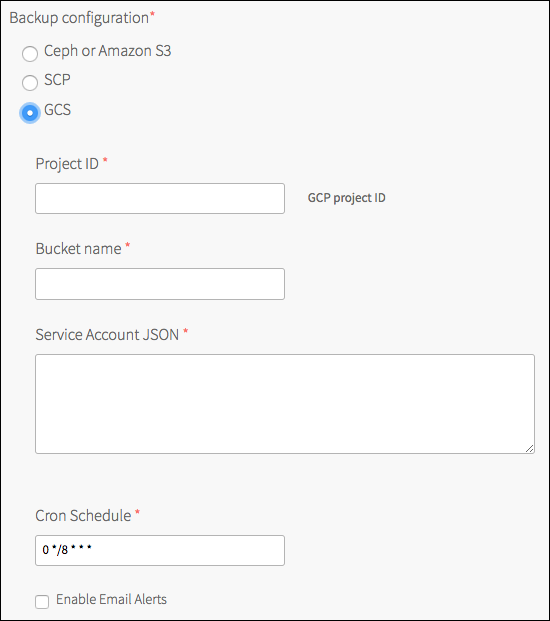 Backup configuration*
Ceph or Amazon S3
SCP
GCS
Project ID *
GCP project ID
Bucket name *
Service Account JSON *
Cron Schedule *
0 */8 * * *
Enable Email Alerts